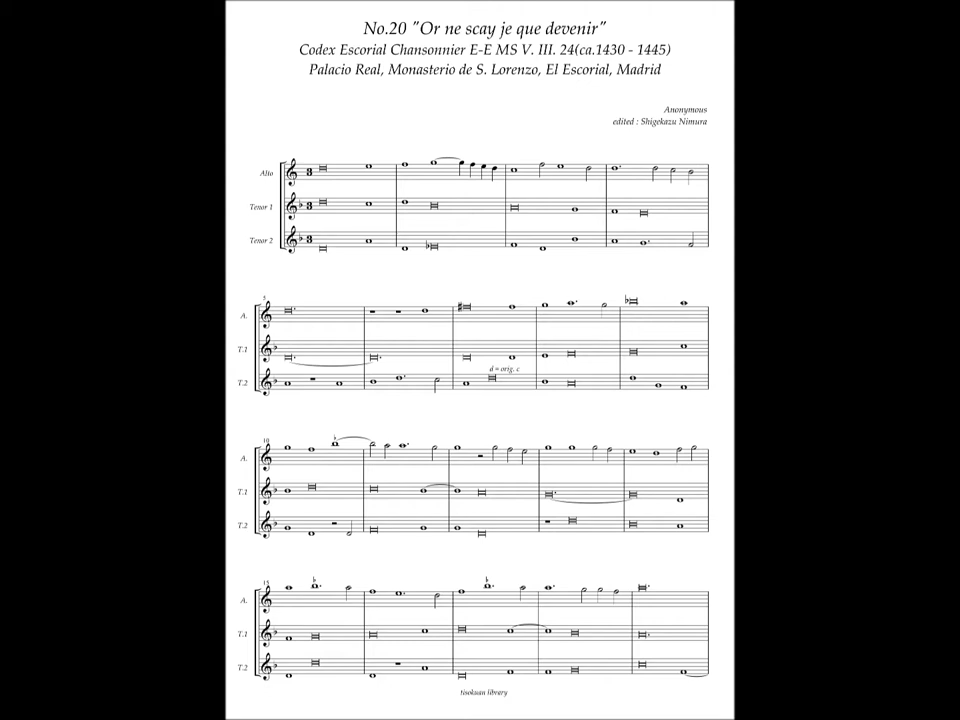 No.20 "Or ne scay je que devenir"
Codex Escorial Chansonnier E-E MS V. III. 24(ca.1430 - 1445)
Palacio Real, Monasterio de S. Lorenzo, El Escorial, Madrid
Anonymous
edited : Shigekazu Nimura
Alto
Tenor 1
Tenor 2
5
A.
T.1
d = orig. c
T.2
10
A.
T.1
T.2
15
A.
T.1
T.2
tisokuan library